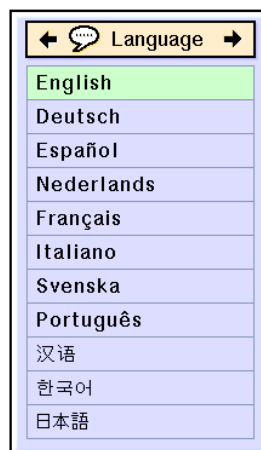 Language
English
Deutsch
Español
Nederlands
Français
Italiano
Svenska
Português
汉语
한국어
日本語